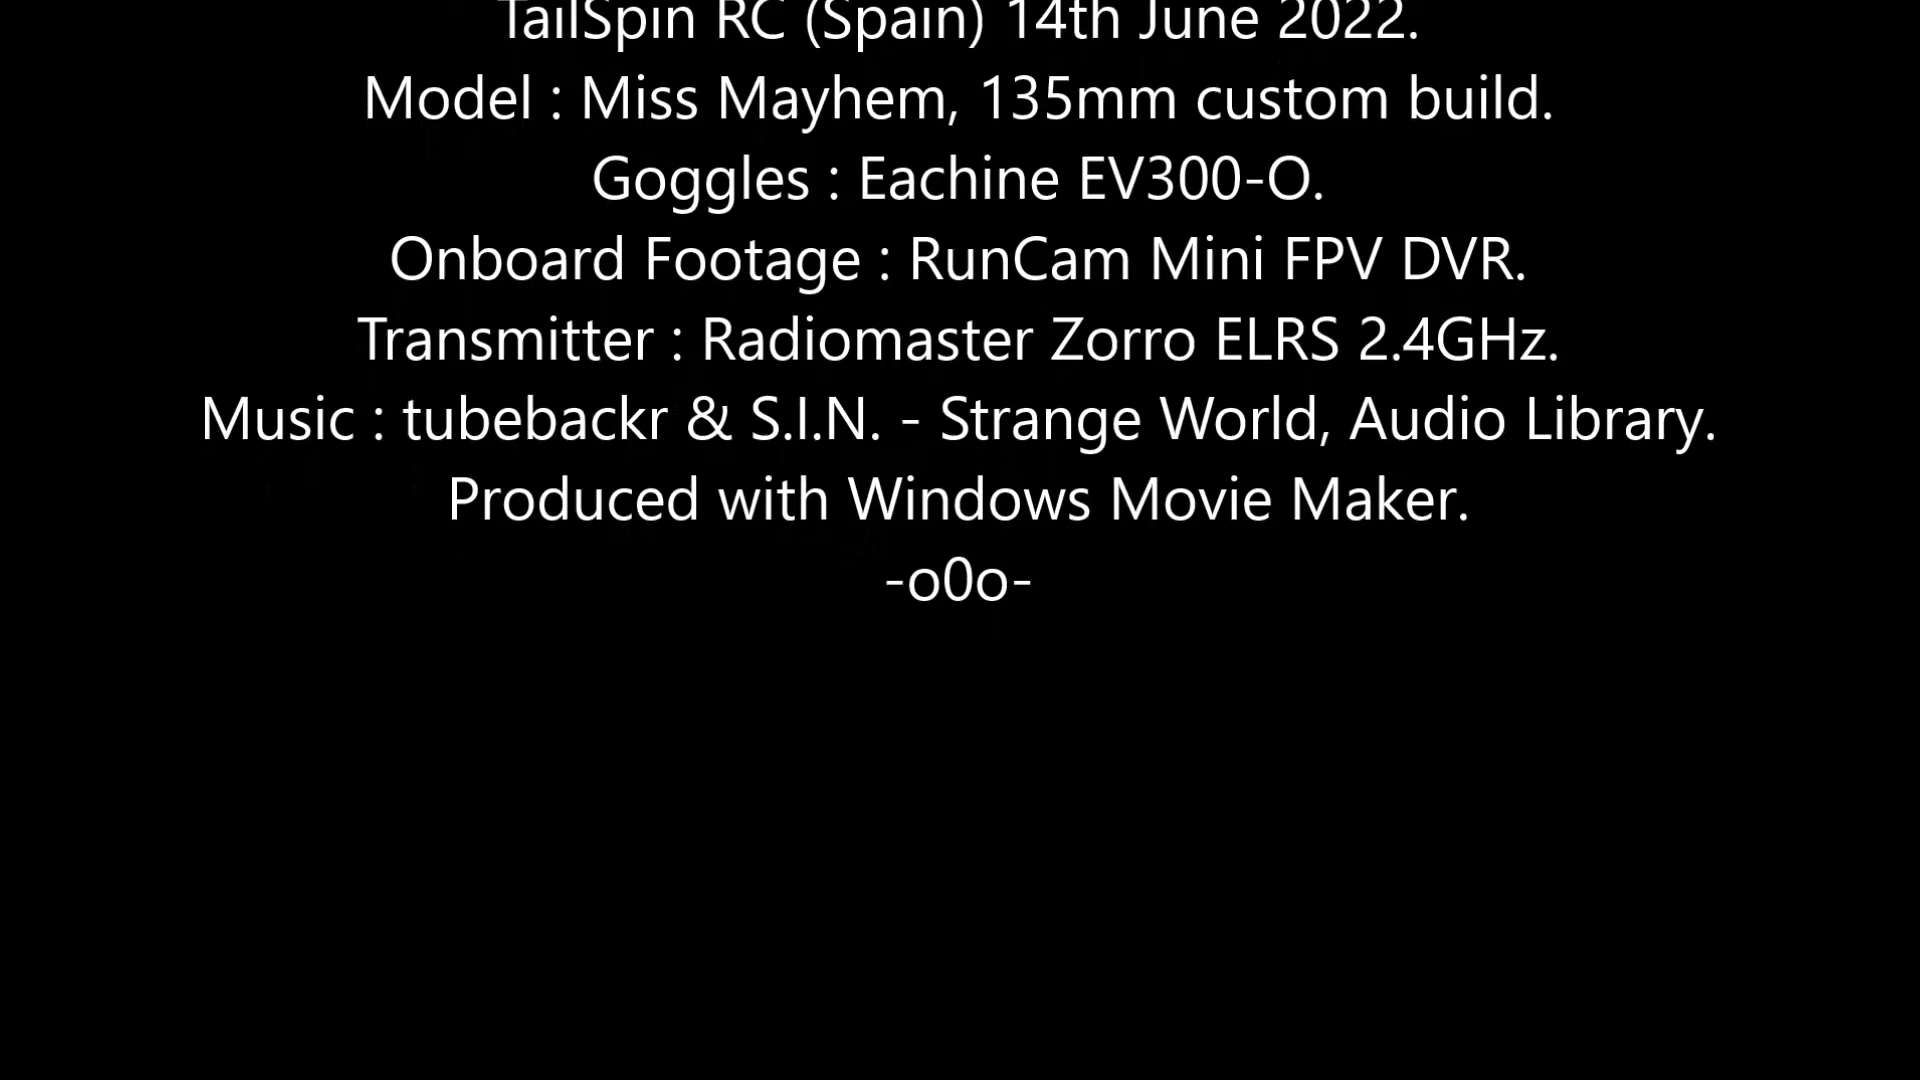 TailSpin RC (Spain) 14th June 2022.
Model : Miss Mayhem, 135mm custom build.
Goggles : Eachine EV300-O.
Onboard Footage : RunCam Mini FPV DVR.
Transmitter : Radiomaster Zorro ELRS 2.4GHz.
Music : tubebackr & S.I.N. - Strange World, Audio Library.
Produced with Windows Movie Maker.
-o0o-